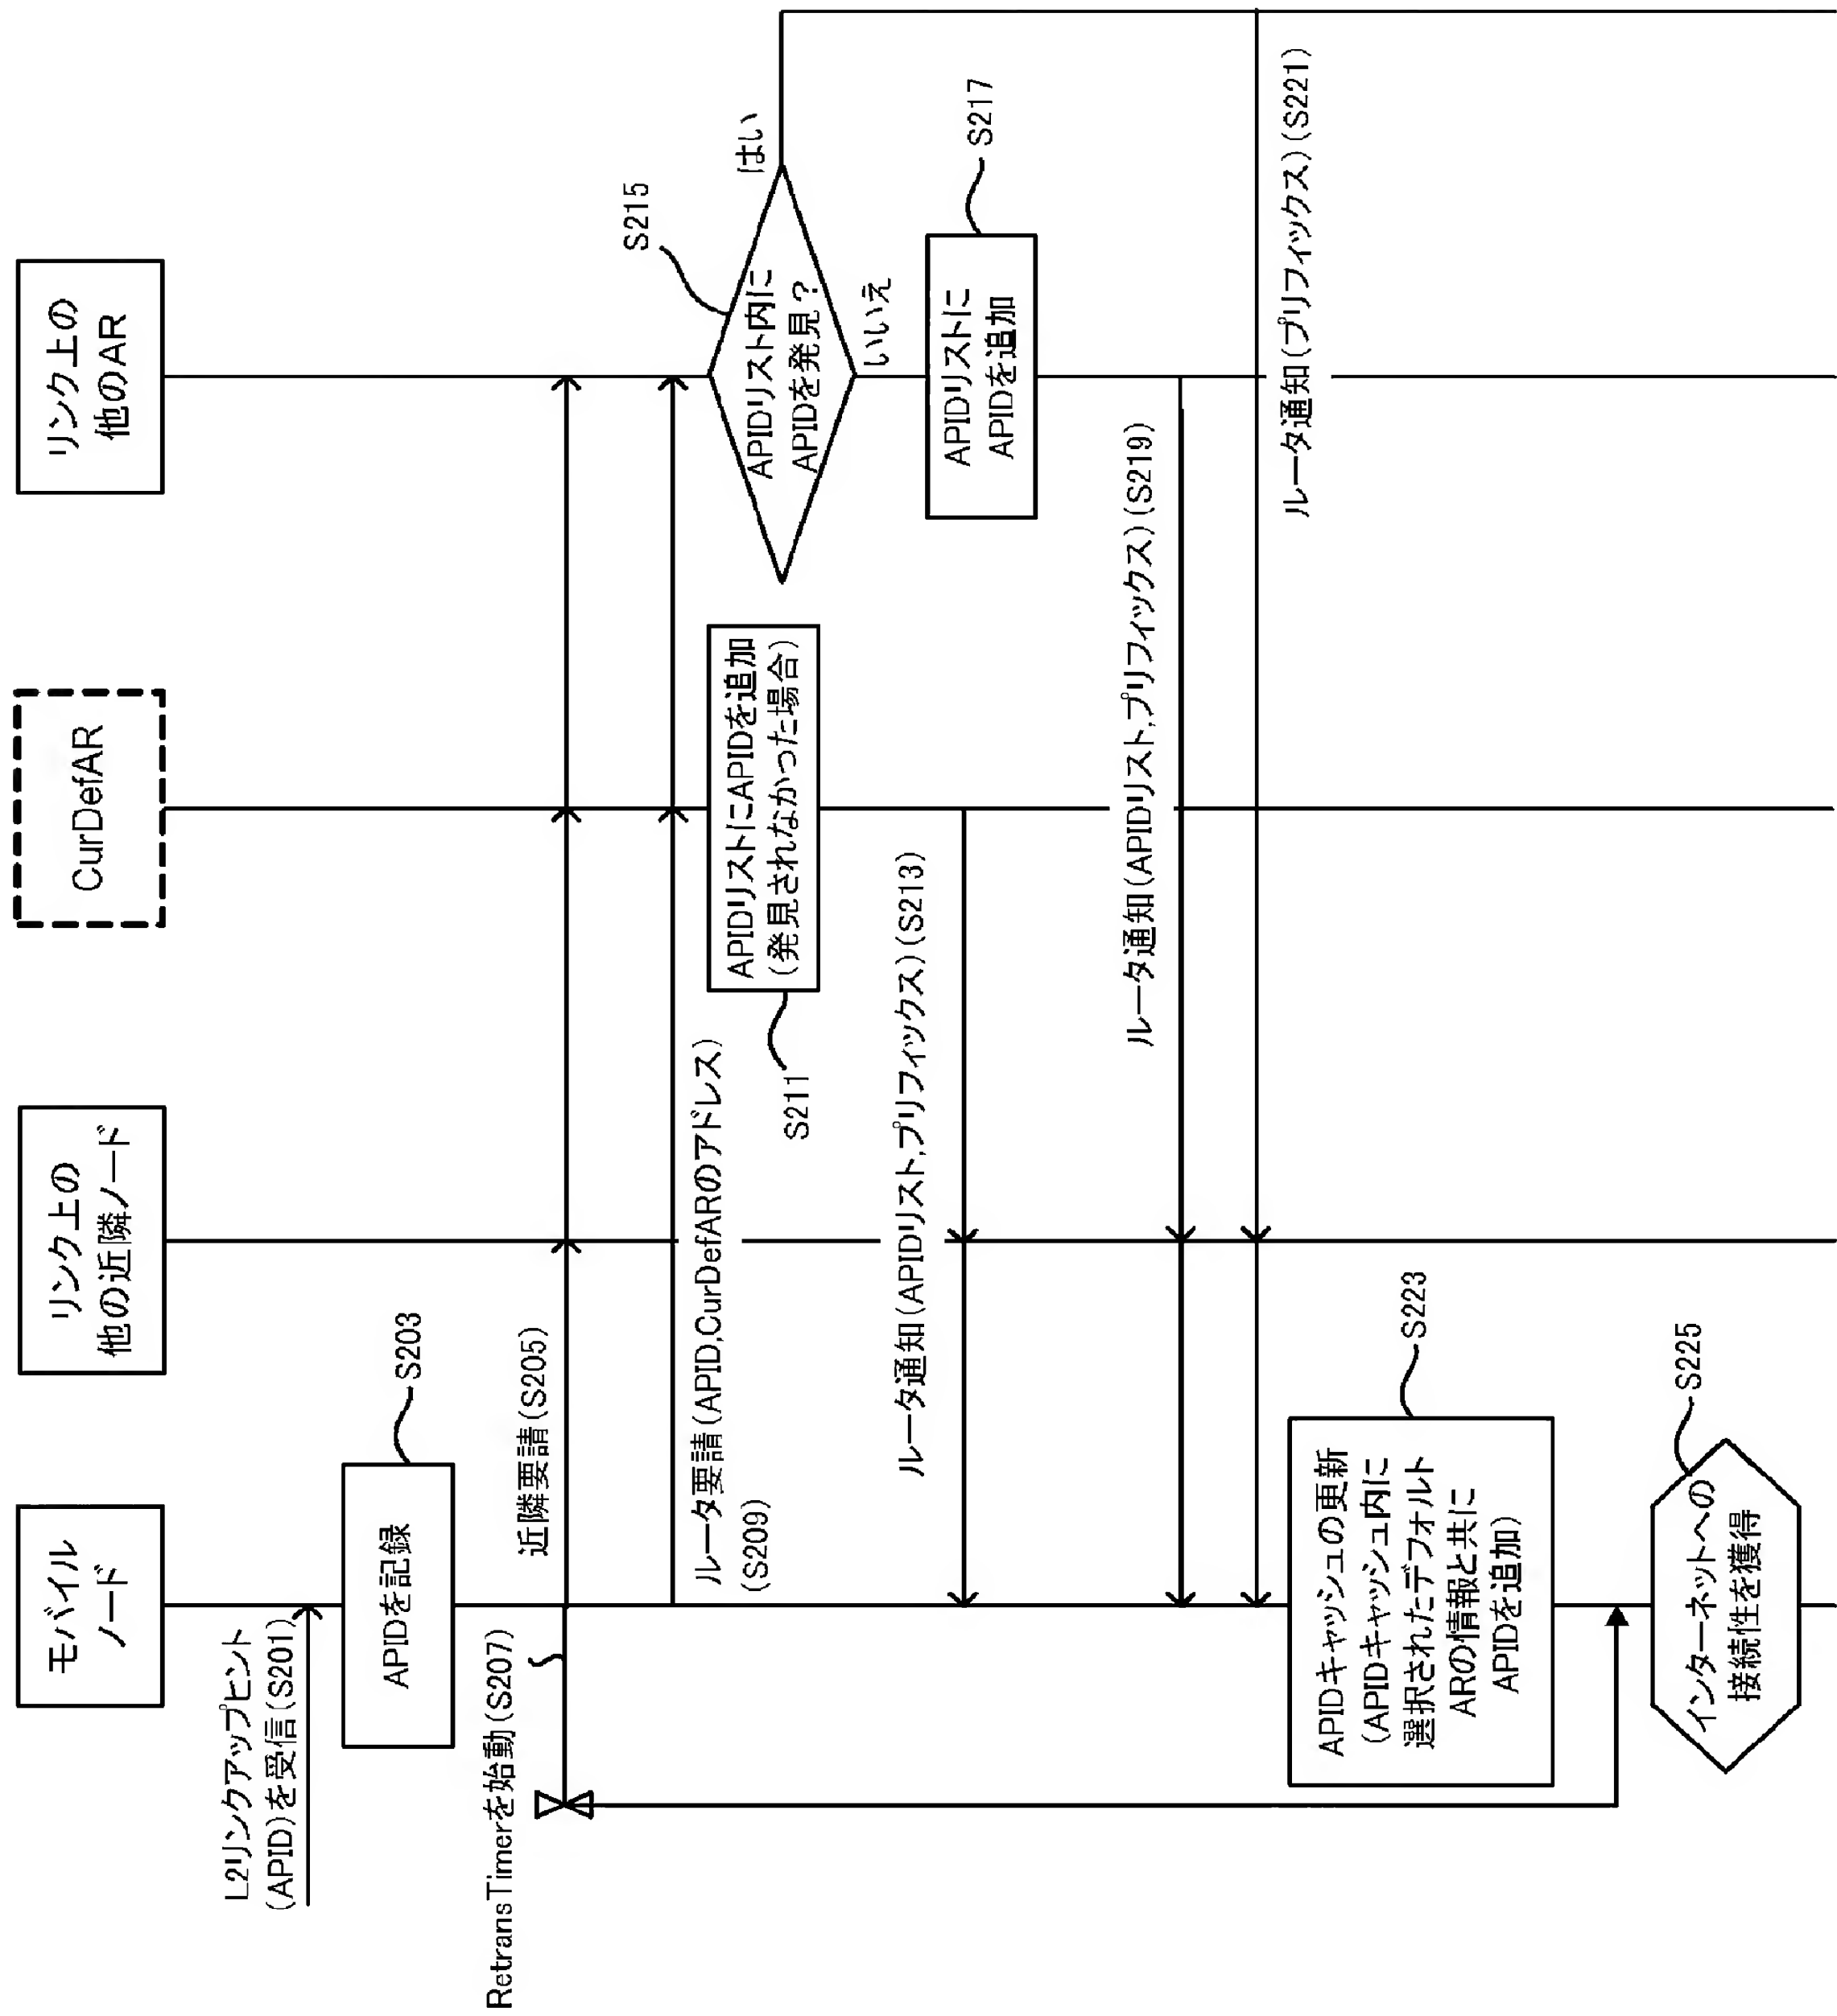 モバイル
ノード
リンク上の
他の近隣ノード
CurDefAR
リンク上の
他のAR
L2リンクアップヒント
(APID)を受信(S201)
APIDを記録
S203
近隣要請(S205)
RetransTimerを始動(S207)
ルータ要請(APID,CurDefARのアドレス)
(S209)
APIDリストにAPIDを追加
(発見されなかった場合)
S211
APIDリスト内に
APIDを発見?
S215
はい
いいえ
ルータ通知(APIDリスト,プリフィックス)(S213)
APIDリストに
APIDを追加
S217
ルータ通知(APIDリスト,プリフィックス)(S219)
ルータ通知(プリフィックス)(S221)
APIDキャッシュの更新
(APIDキャッシュ内に
選択されたデフォルト
ARの情報と共に
APIDを追加)
S223
インターネットへの
接続性を獲得
S225